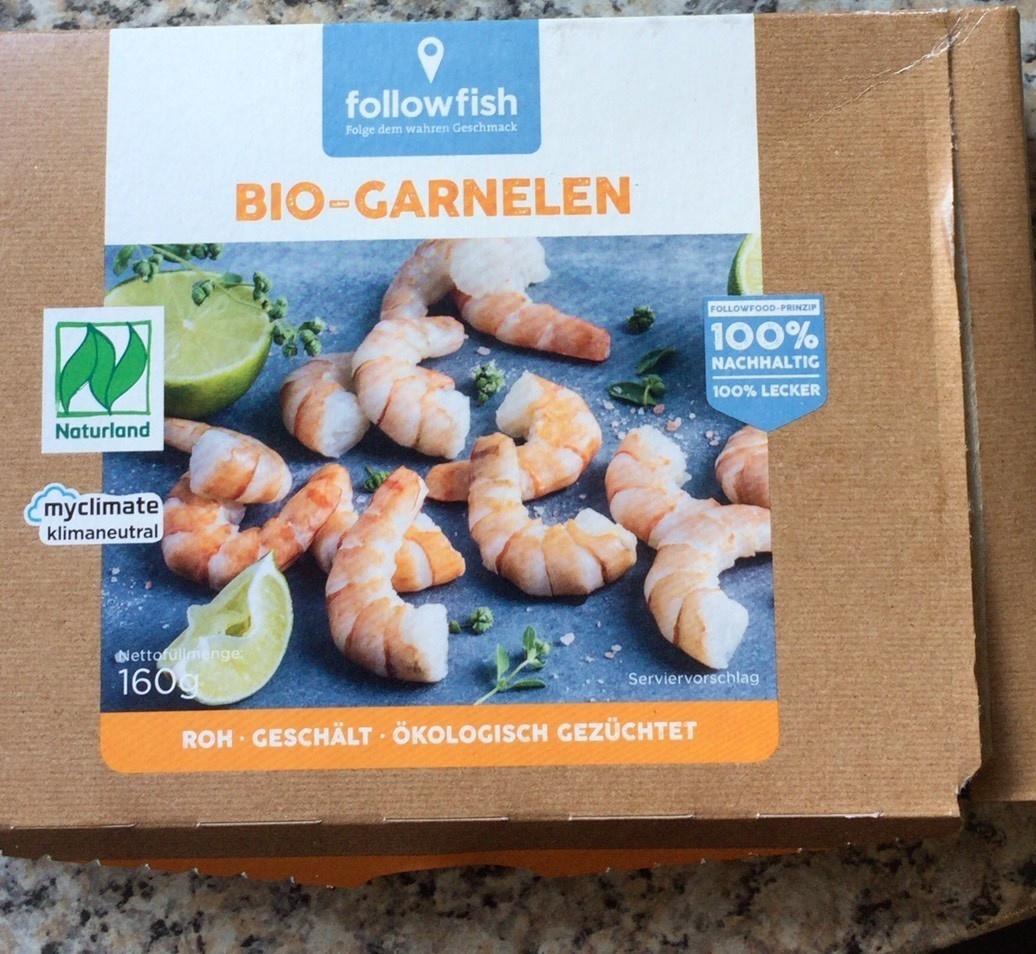 followfish
Folge dem wahren Geschmack
BIO-GARNELEN
FOLLOWFOOD-PRINZIP
100%
NACHHALTIG
100% LECKER
Naturland
myclimate
klimaneutral
Nettofüllmenge:
160g
Serviervorschlag
ROH · GESCHÄLT · ÖKOLOGISCH GEZÜCHTET